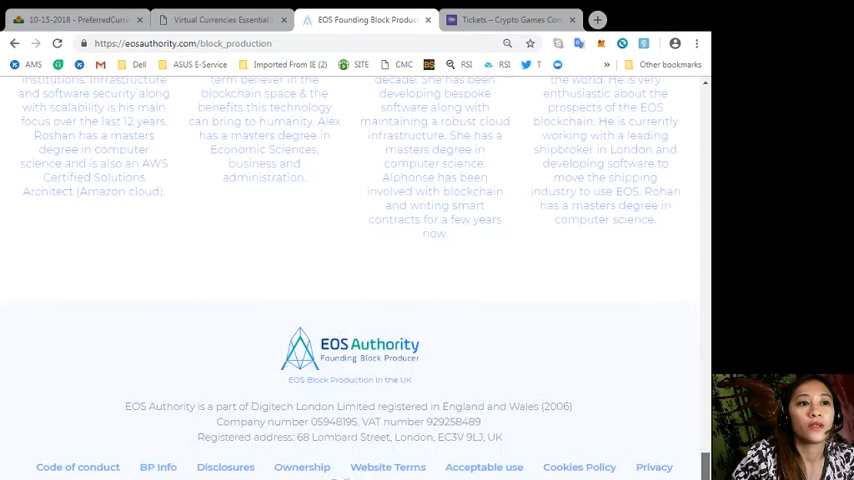 10-15-2018 - PreferredCurr
Virtual Currencies Essential
EOS Founding Block Produce
Tickets – Crypto Games Con
https://eosauthority.com/block_production
AMS
Dell
ASUS E-Service
Imported From IE (2)
SITE
CMC
BS
RSI
RSI
T
»
Other bookmarks
institutions. Infrastructure
and software security along
with scalability is his main
focus over the last 12 years.
Roshan has a masters
degree in computer
science and is also an AWS
Certified Solutions
Architect (Amazon cloud).
term believer in the
blockchain space & the
benefits this technology
can bring to humanity. Alex
has a masters degree in
Economic Sciences,
business and
administration.
decade. She has been
developing bespoke
software along with
maintaining a robust cloud
infrastructure. She has a
masters degree in
computer science.
Alphonse has been
involved with blockchain
and writing smart
contracts for a few years
now.
the world. He is very
enthusiastic about the
prospects of the EOS
blockchain. He is currently
working with a leading
shipbroker in London and
developing software to
move the shipping
industry to use EOS. Rohan
has a masters degree in
computer science.
EOS Authority
Founding Block Producer
EOS Block Production in the UK
EOS Authority is a part of Digitech London Limited registered in England and Wales (2006)
Company number 05948195, VAT number 929258489
Registered address: 68 Lombard Street, London, EC3V 9LJ, UK
Code of conduct
BP Info
Disclosures
Ownership
Website Terms
Acceptable use
Cookies Policy
Privacy